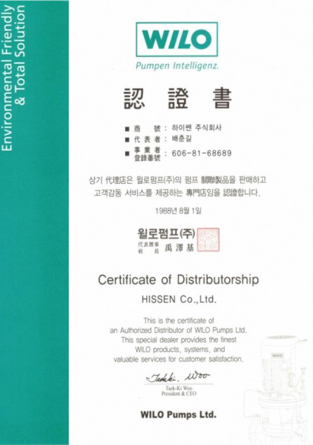 Environmental Friendly
& Total Solution
WILO
Pumpen Intelligenz.
認 證 書
■ 商 號 : 하이쎈 주식회사
■ 代 表 者 : 배춘길
■ 事 業 者 登錄番號 : 606-81-68689
상기 代理店은 윌로펌프(주)의 펌프 關聯製品을 판매하고
고객감동 서비스를 제공하는 專門店임을 認證합니다.
1988년 8월 1일
윌로펌프(주)
代表理事 社 長 禹 澤 基
Certificate of Distributorship
HISSEN Co.,Ltd.
This is the certificate of
an Authorized Distributor of WILO Pumps Ltd.
This special dealer provides the finest
WILO products, systems, and
valuable services for customer satisfaction.
Taek-Ki Woo
President & CEO
WILO Pumps Ltd.